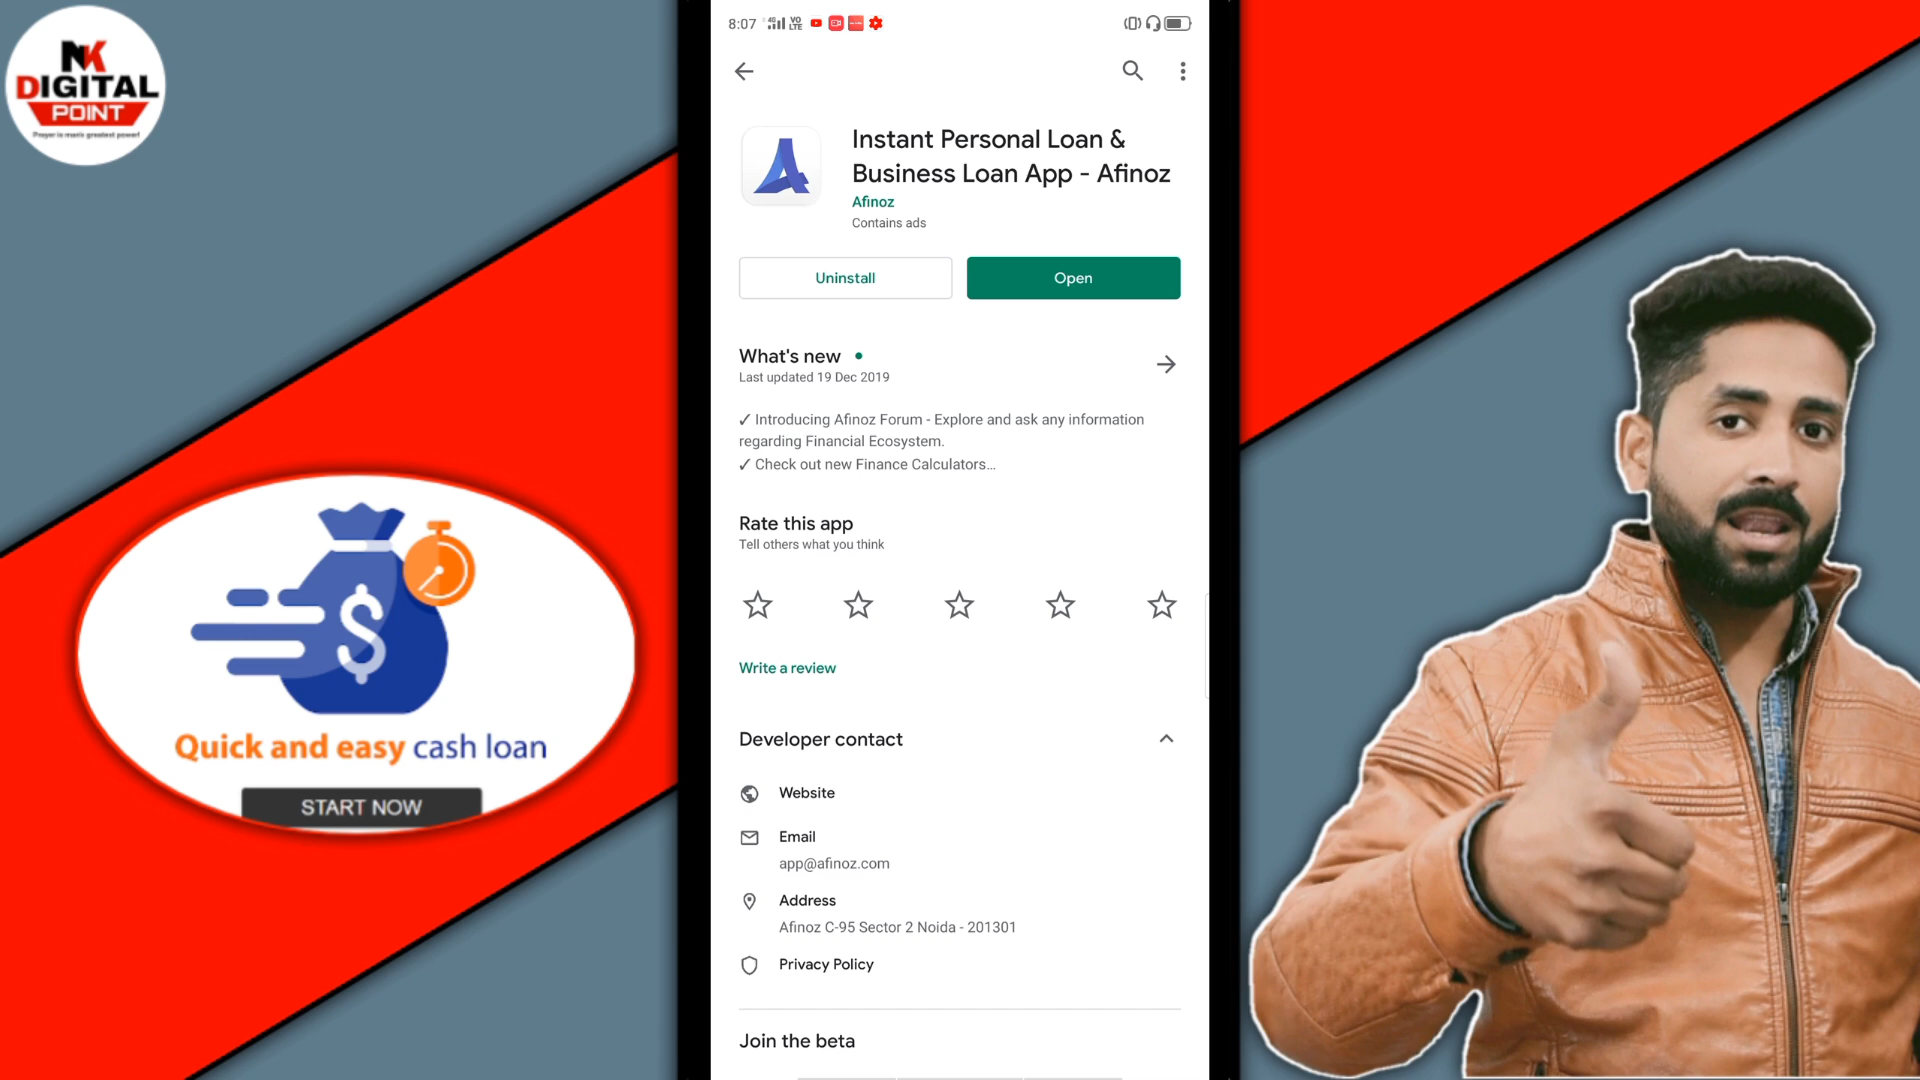 NK
DIGITAL
POINT
Prayer is man's greatest power!
Quick and easy cash loan
START NOW
8:07 4G VO LTE
Instant Personal Loan &
Business Loan App - Afinoz
Afinoz
Contains ads
Uninstall Open
What's new
Last updated 19 Dec 2019
✓ Introducing Afinoz Forum - Explore and ask any information
regarding Financial Ecosystem.
✓ Check out new Finance Calculators...
Rate this app
Tell others what you think
Write a review
Developer contact
Website
Email
app@afinoz.com
Address
Afinoz C-95 Sector 2 Noida - 201301
Privacy Policy
Join the beta